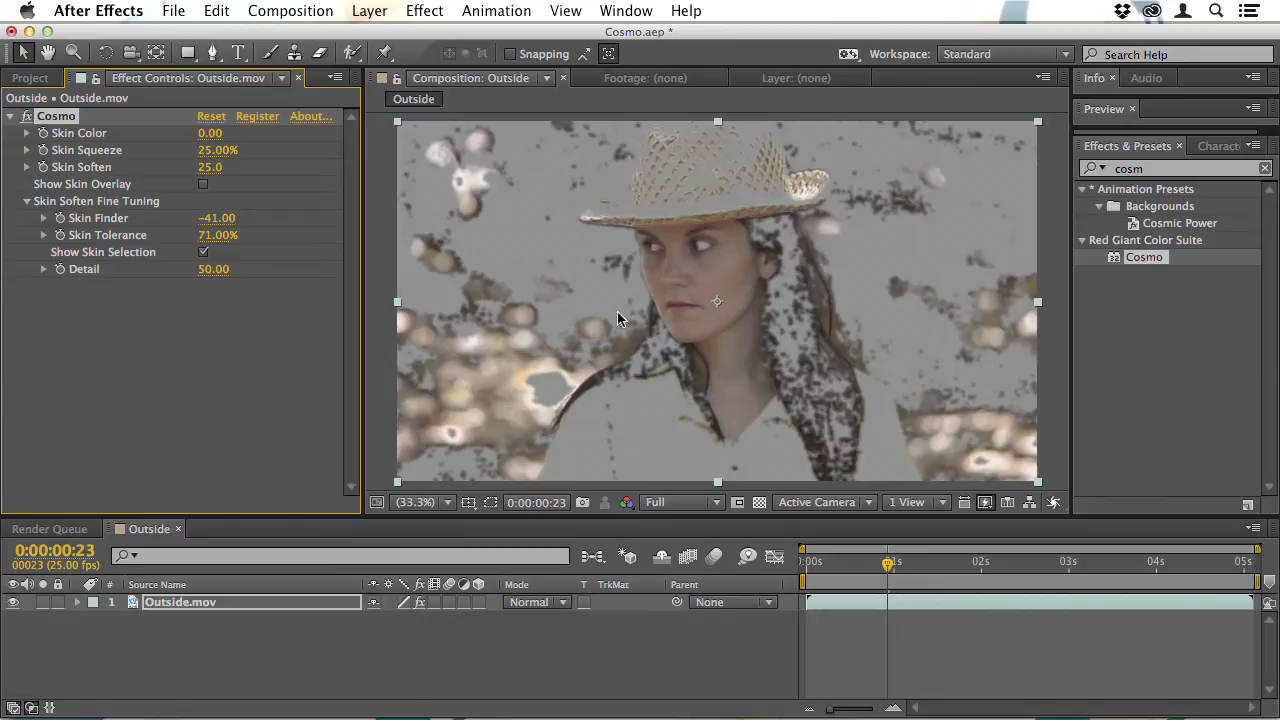 After Effects File Edit Composition Layer Effect Animation View Window Help
Cosmo.aep *
Snapping Workspace: Standard Search Help
Project Effect Controls: Outside.mov Composition: Outside Footage: (none) Layer: (none) Info Audio
Outside • Outside.mov
Outside
Preview
fx Cosmo Reset Register About...
Skin Color 0.00
Skin Squeeze 25.00%
Skin Soften 25.0
Show Skin Overlay
Skin Soften Fine Tuning
Skin Finder -41.00
Skin Tolerance 71.00%
Show Skin Selection
Detail 50.00
Effects & Presets Charact
cosm
* Animation Presets
Backgrounds
Cosmic Power
Red Giant Color Suite
Cosmo
(33.3%) 0:00:00:23 Full Active Camera 1 View
Render Queue Outside
0:00:00:23
00023 (25.00 fps)
:00s 01s 02s 03s 04s 05s
# Source Name fx Mode T TrkMat Parent
1 Outside.mov fx Normal None